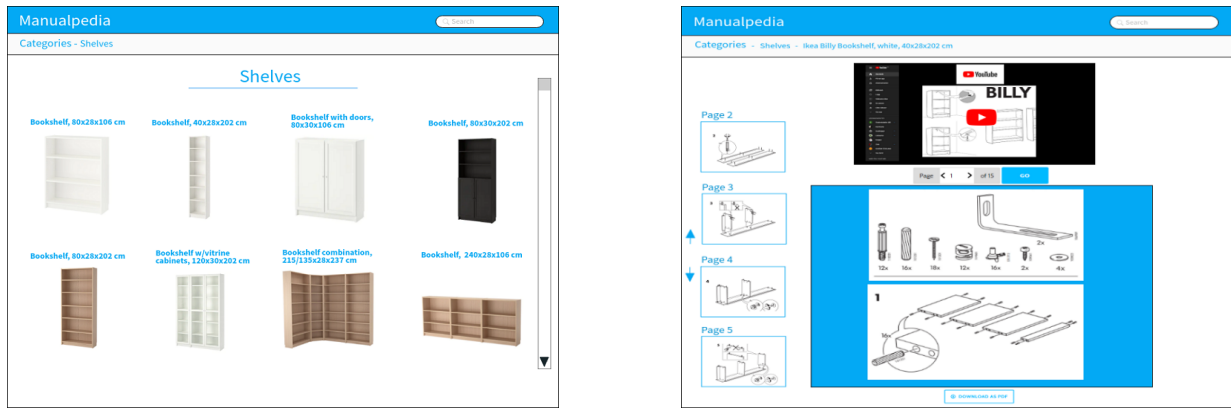 Manualpedia
Search
Categories - Shelves
Shelves
Bookshelf, 80x28x106 cm
Bookshelf, 40x28x202 cm
Bookshelf with doors,
80x30x106 cm
Bookshelf, 80x30x202 cm
Bookshelf, 80x28x202 cm
Bookshelf w/vitrine
cabinets, 120x30x202 cm
Bookshelf combination,
215/135x28x237 cm
Bookshelf, 240x28x106 cm
Manualpedia
Search
Categories - Shelves - Ikea Billy Bookshelf, white, 40x28x202 cm
YouTube
BILLY
Page 2
Page 3
Page 4
Page 5
Page < 1 > of 15 GO
2x
12x 16x 18x 12x 16x 2x 4x
1
DOWNLOAD AS PDF